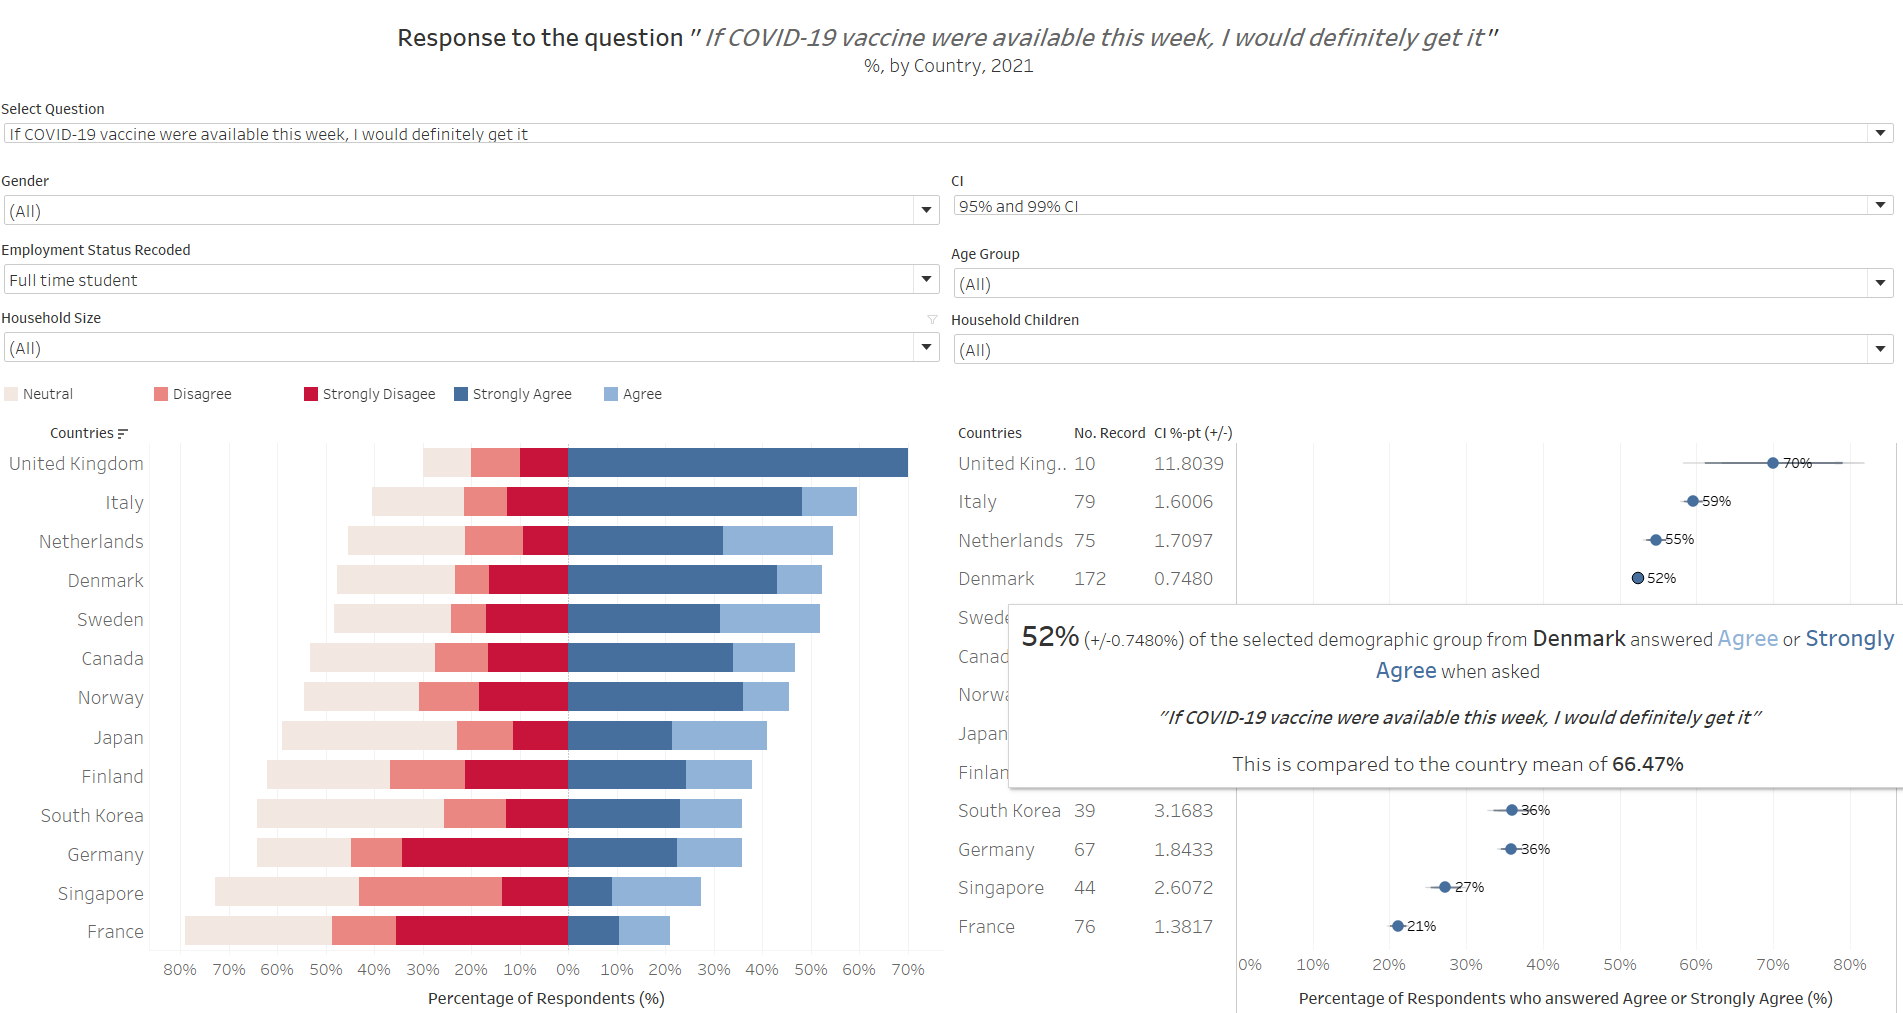 Response to the question "If COVID-19 vaccine were available this week, I would definitely get it"
%, by Country, 2021
Select Question
If COVID-19 vaccine were available this week, I would definitely get it
Gender
(All)
CI
95% and 99% CI
Employment Status Recoded
Full time student
Age Group
(All)
Household Size
(All)
Household Children
(All)
Neutral Disagree Strongly Disagee Strongly Agree Agree
Countries
United Kingdom
Italy
Netherlands
Denmark
Sweden
Canada
Norway
Japan
Finland
South Korea
Germany
Singapore
France
80% 70% 60% 50% 40% 30% 20% 10% 0% 10% 20% 30% 40% 50% 60% 70%
Percentage of Respondents (%)
Countries No. Record CI %-pt (+/-)
United King.. 10 11.8039 70%
Italy 79 1.6006 59%
Netherlands 75 1.7097 55%
Denmark 172 0.7480 52%
Swede
Canad
Norwa
Japan
Finlan
52% (+/-0.7480%) of the selected demographic group from Denmark answered Agree or Strongly
Agree when asked
"If COVID-19 vaccine were available this week, I would definitely get it"
This is compared to the country mean of 66.47%
South Korea 39 3.1683 36%
Germany 67 1.8433 36%
Singapore 44 2.6072 27%
France 76 1.3817 21%
0% 10% 20% 30% 40% 50% 60% 70% 80%
Percentage of Respondents who answered Agree or Strongly Agree (%)